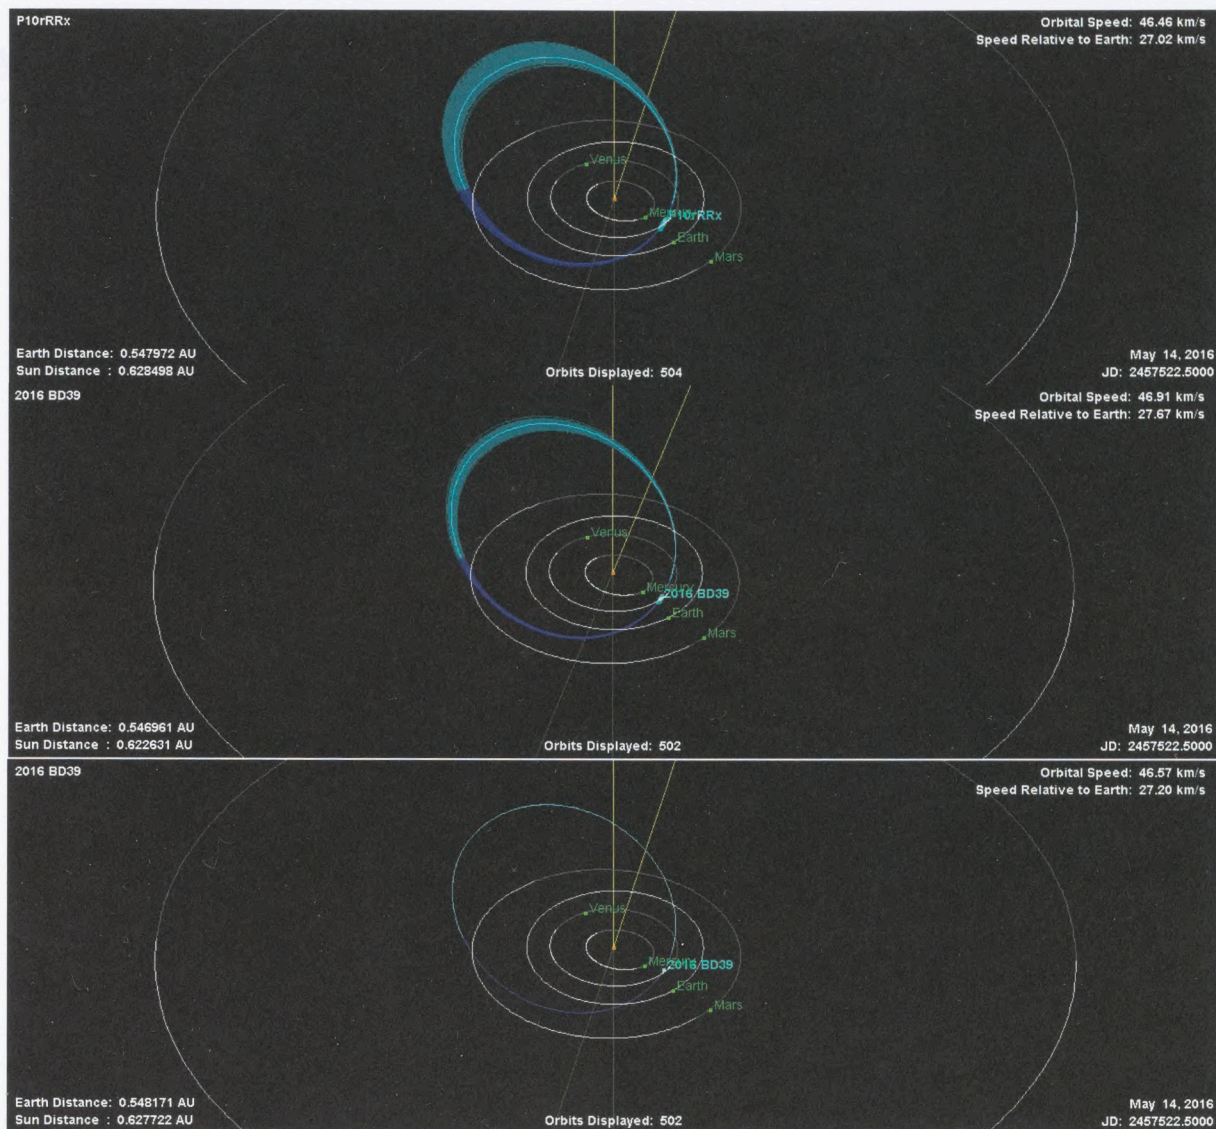 P10rRRx
Orbital Speed: 46.46 km/s
Speed Relative to Earth: 27.02 km/s
Venus
Mercury
P10rRRx
Earth
Mars
Earth Distance: 0.547972 AU
Sun Distance : 0.628498 AU
Orbits Displayed: 504
May 14, 2016
JD: 2457522.5000
2016 BD39
Orbital Speed: 46.91 km/s
Speed Relative to Earth: 27.67 km/s
Venus
Mercury
2016 BD39
Earth
Mars
Earth Distance: 0.546961 AU
Sun Distance : 0.622631 AU
Orbits Displayed: 502
May 14, 2016
JD: 2457522.5000
2016 BD39
Orbital Speed: 46.57 km/s
Speed Relative to Earth: 27.20 km/s
Venus
Mercury
2016 BD39
Earth
Mars
Earth Distance: 0.548171 AU
Sun Distance : 0.627722 AU
Orbits Displayed: 502
May 14, 2016
JD: 2457522.5000